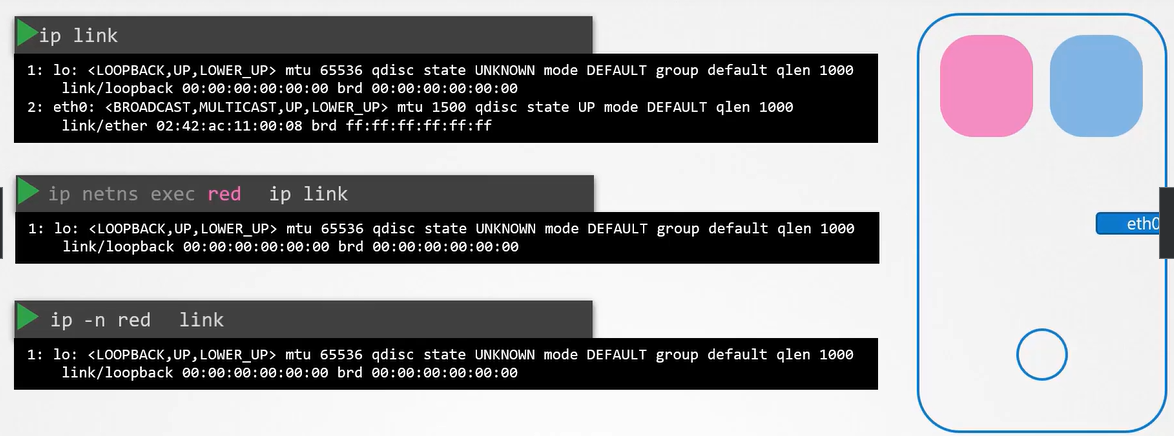 ip link
1: lo: <LOOPBACK,UP,LOWER_UP> mtu 65536 qdisc state UNKNOWN mode DEFAULT group default qlen 1000
link/loopback 00:00:00:00:00:00 brd 00:00:00:00:00:00
2: eth0: <BROADCAST,MULTICAST,UP,LOWER_UP> mtu 1500 qdisc state UP mode DEFAULT qlen 1000
link/ether 02:42:ac:11:00:08 brd ff:ff:ff:ff:ff:ff
ip netns exec red ip link
1: lo: <LOOPBACK,UP,LOWER_UP> mtu 65536 qdisc state UNKNOWN mode DEFAULT group default qlen 1000
link/loopback 00:00:00:00:00:00 brd 00:00:00:00:00:00
eth0
ip -n red link
1: lo: <LOOPBACK,UP,LOWER_UP> mtu 65536 qdisc state UNKNOWN mode DEFAULT group default qlen 1000
link/loopback 00:00:00:00:00:00 brd 00:00:00:00:00:00